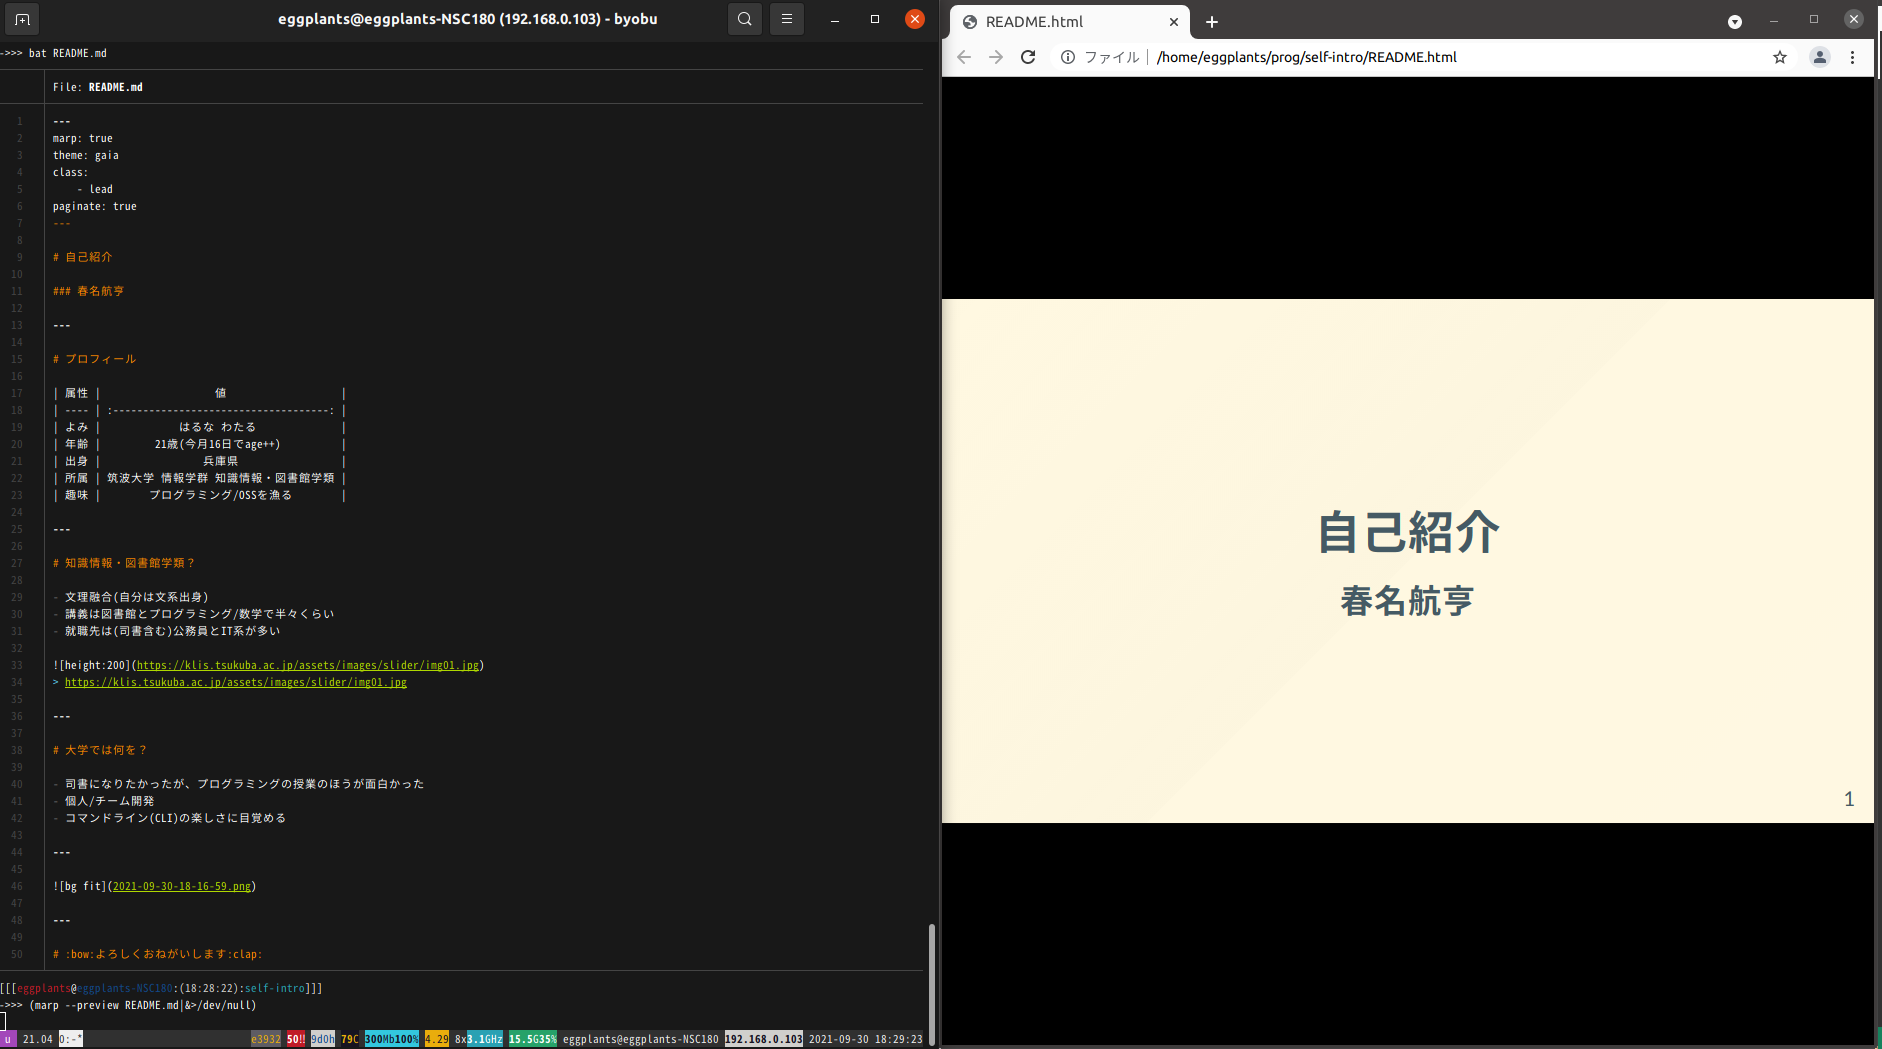 eggplants@eggplants-NSC180 (192.168.0.103) - byobu
->>> bat README.md
File: README.md
1 ---
2 marp: true
3 theme: gaia
4 class:
5     - lead
6 paginate: true
7 ---
8
9 # 自己紹介
10
11 ### 春名航亨
12
13 ---
14
15 # プロフィール
16
17 | 属性 | 値 |
18 | ---- | :------------------------------------: |
19 | よみ | はるな わたる |
20 | 年齢 | 21歳(今月16日でage++) |
21 | 出身 | 兵庫県 |
22 | 所属 | 筑波大学 情報学群 知識情報・図書館学類 |
23 | 趣味 | プログラミング/OSSを漁る |
24
25 ---
26
27 # 知識情報・図書館学類？
28
29 - 文理融合(自分は文系出身)
30 - 講義は図書館とプログラミング/数学で半々くらい
31 - 就職先は(司書含む)公務員とIT系が多い
32
33 ![height:200](https://klis.tsukuba.ac.jp/assets/images/slider/img01.jpg)
34 > https://klis.tsukuba.ac.jp/assets/images/slider/img01.jpg
35
36 ---
37
38 # 大学では何を？
39
40 - 司書になりたかったが、プログラミングの授業のほうが面白かった
41 - 個人/チーム開発
42 - コマンドライン(CLI)の楽しさに目覚める
43
44 ---
45
46 ![bg fit](2021-09-30-18-16-59.png)
47
48 ---
49
50 # :bow:よろしくおねがいします:clap:
[[[eggplants@eggplants-NSC180:(18:28:22):self-intro]]]
->>> (marp --preview README.md|&>/dev/null)
u 21.04 0:-* e3932 50!! 9d0h 79C 300Mb100% 4.29 8x3.1GHz 15.5G35% eggplants@eggplants-NSC180 192.168.0.103 2021-09-30 18:29:23
README.html
ファイル | /home/eggplants/prog/self-intro/README.html
自己紹介
春名航亨
1